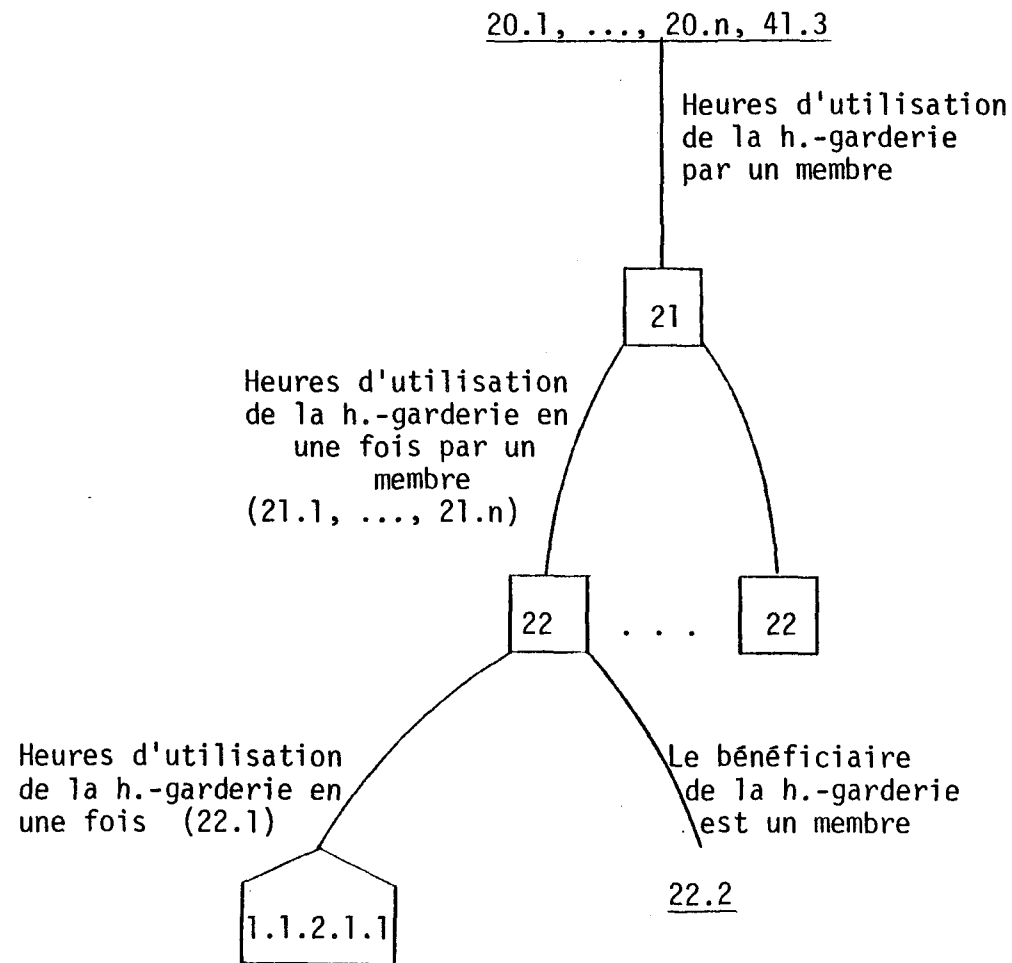 20.1, ..., 20.n, 41.3
Heures d'utilisation
de la h.-garderie
par un membre
21
Heures d'utilisation
de la h.-garderie en
une fois par un
membre
(21.1, ..., 21.n)
22 . . . 22
Heures d'utilisation
de la h.-garderie en
une fois (22.1)
Le bénéficiaire
de la h.-garderie
est un membre
1.1.2.1.1
22.2